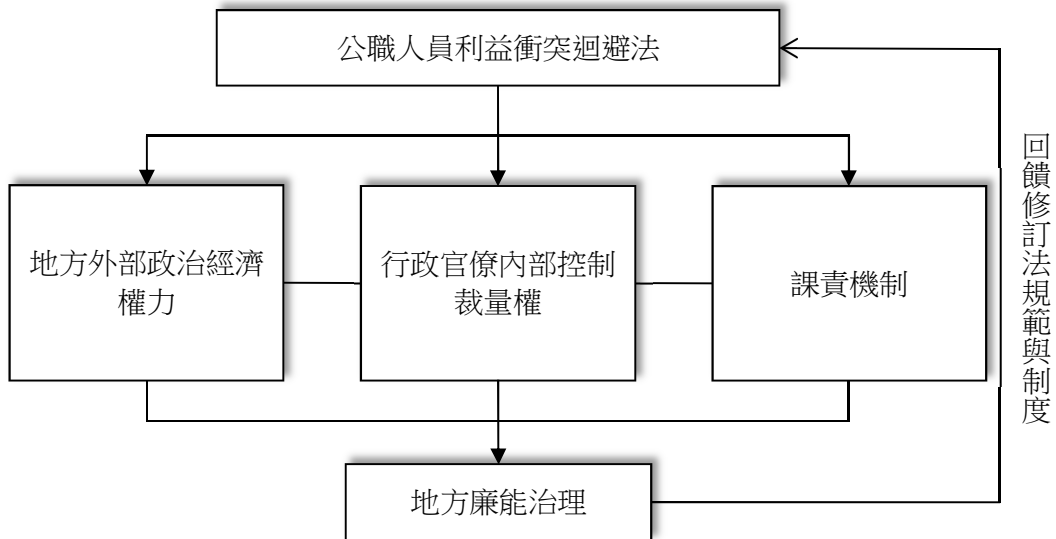 公職人員利益衝突迴避法
地方外部政治經濟
權力
行政官僚內部控制
裁量權
課責機制
回饋修訂法規範與制度
地方廉能治理